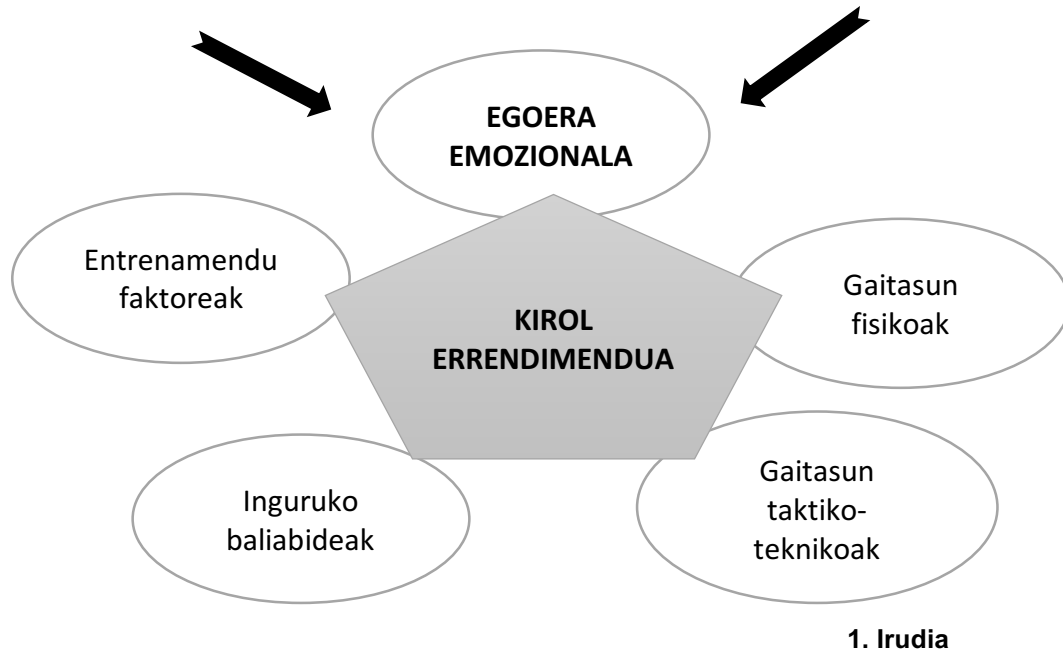 EGOERA
EMOZIONALA
Entrenamendu
faktoreak
KIROL
ERRENDIMENDUA
Gaitasun
fisikoak
Inguruko
baliabideak
Gaitasun
taktiko-
teknikoak
1. Irudia